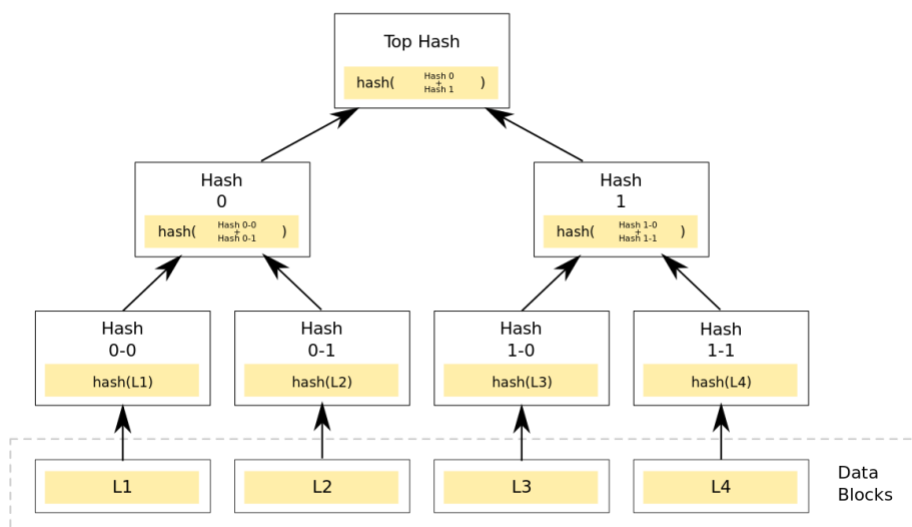 Top Hash
hash( Hash 0 + Hash 1 )
Hash
0
hash( Hash 0-0 + Hash 0-1 )
Hash
1
hash( Hash 1-0 + Hash 1-1 )
Hash
0-0
hash(L1)
Hash
0-1
hash(L2)
Hash
1-0
hash(L3)
Hash
1-1
hash(L4)
L1
L2
L3
L4
Data
Blocks